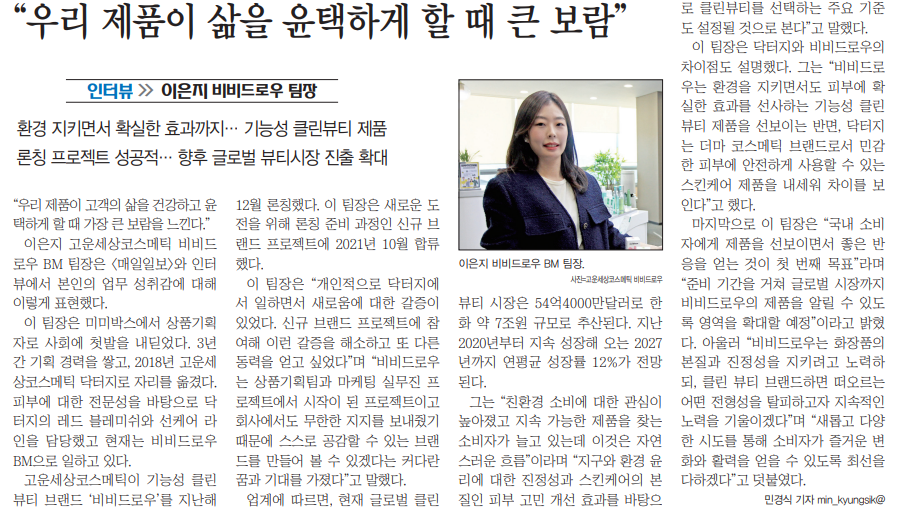 “우리 제품이 삶을 윤택하게 할 때 큰 보람”
인터뷰 >> 이은지 비비드로우 팀장
환경 지키면서 확실한 효과까지… 기능성 클린뷰티 제품
론칭 프로젝트 성공적… 향후 글로벌 뷰티시장 진출 확대
“우리 제품이 고객의 삶을 건강하고 윤
택하게 할 때 가장 큰 보람을 느낀다.”
이은지 고운세상코스메틱 비비드
로우 BM 팀장은 <매일일보>와 인터
뷰에서 본인의 업무 성취감에 대해
이렇게 표현했다.
이 팀장은 미미박스에서 상품기획
자로 사회에 첫발을 내딛었다. 3년
간 기획 경력을 쌓고, 2018년 고운세
상코스메틱 닥터지로 자리를 옮겼다.
피부에 대한 전문성을 바탕으로 닥
터지의 레드 블레미쉬와 선케어 라
인을 담당했고 현재는 비비드로우
BM으로 일하고 있다.
고운세상코스메틱이 기능성 클린
뷰티 브랜드 ‘비비드로우’를 지난해
12월 론칭했다. 이 팀장은 새로운 도
전을 위해 론칭 준비 과정인 신규 브
랜드 프로젝트에 2021년 10월 합류
했다.
이 팀장은 “개인적으로 닥터지에
서 일하면서 새로움에 대한 갈증이
있었다. 신규 브랜드 프로젝트에 참
여해 이런 갈증을 해소하고 또 다른
동력을 얻고 싶었다”며 “비비드로우
는 상품기획팀과 마케팅 실무진 프
로젝트에서 시작이 된 프로젝트이고
회사에서도 무한한 지지를 보내줬기
때문에 스스로 공감할 수 있는 브랜
드를 만들어 볼 수 있겠다는 커다란
꿈과 기대를 가졌다”고 말했다.
업계에 따르면, 현재 글로벌 클린
이은지 비비드로우 BM 팀장.
사진=고운세상코스메틱 비비드로우
뷰티 시장은 54억4000만달러로 한
화 약 7조원 규모로 추산된다. 지난
2020년부터 지속 성장해 오는 2027
년까지 연평균 성장률 12%가 전망
된다.
그는 “친환경 소비에 대한 관심이
높아졌고 지속 가능한 제품을 찾는
소비자가 늘고 있는데 이것은 자연
스러운 흐름”이라며 “지구와 환경 윤
리에 대한 진정성과 스킨케어의 본
질인 피부 고민 개선 효과를 바탕으
로 클린뷰티를 선택하는 주요 기준
도 설정될 것으로 본다”고 말했다.
이 팀장은 닥터지와 비비드로우의
차이점도 설명했다. 그는 “비비드로
우는 환경을 지키면서도 피부에 확
실한 효과를 선사하는 기능성 클린
뷰티 제품을 선보이는 반면, 닥터지
는 더마 코스메틱 브랜드로서 민감
한 피부에 안전하게 사용할 수 있는
스킨케어 제품을 내세워 차이를 보
인다”고 했다.
마지막으로 이 팀장은 “국내 소비
자에게 제품을 선보이면서 좋은 반
응을 얻는 것이 첫 번째 목표”라며
“준비 기간을 거쳐 글로벌 시장까지
비비드로우의 제품을 알릴 수 있도
록 영역을 확대할 예정”이라고 밝혔
다. 아울러 “비비드로우는 화장품의
본질과 진정성을 지키려고 노력하
되, 클린 뷰티 브랜드하면 떠오르는
어떤 전형성을 탈피하고자 지속적인
노력을 기울이겠다”며 “새롭고 다양
한 시도를 통해 소비자가 즐거운 변
화와 활력을 얻을 수 있도록 최선을
다하겠다”고 덧붙였다.
민경식 기자 min_kyungsik@